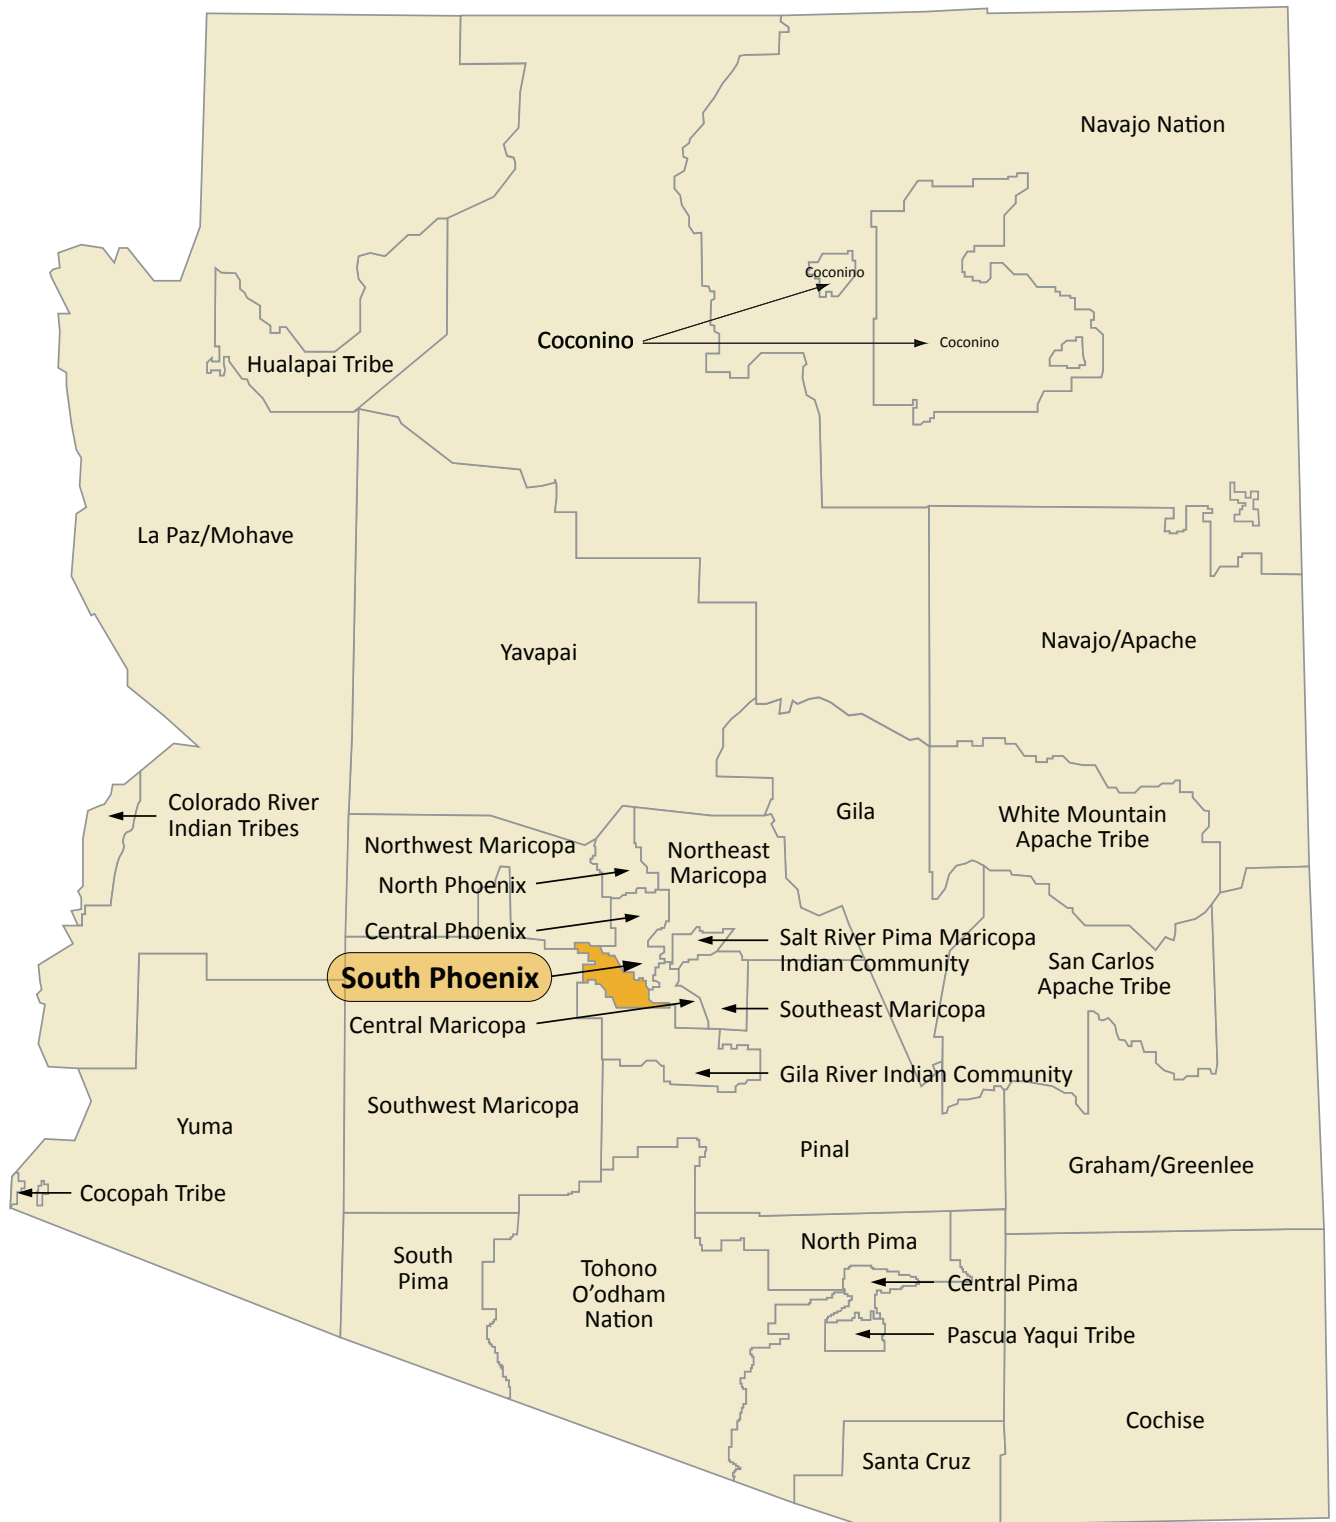 Navajo Nation
Coconino
Coconino
Coconino
Hualapai Tribe
La Paz/Mohave
Yavapai
Navajo/Apache
Colorado River
Indian Tribes
Gila
White Mountain
Apache Tribe
Northwest Maricopa
Northeast
Maricopa
North Phoenix
Central Phoenix
Salt River Pima Maricopa
Indian Community
San Carlos
Apache Tribe
South Phoenix
Southeast Maricopa
Central Maricopa
Gila River Indian Community
Southwest Maricopa
Yuma
Pinal
Graham/Greenlee
Cocopah Tribe
North Pima
South
Pima
Tohono
O’odham
Nation
Central Pima
Pascua Yaqui Tribe
Cochise
Santa Cruz